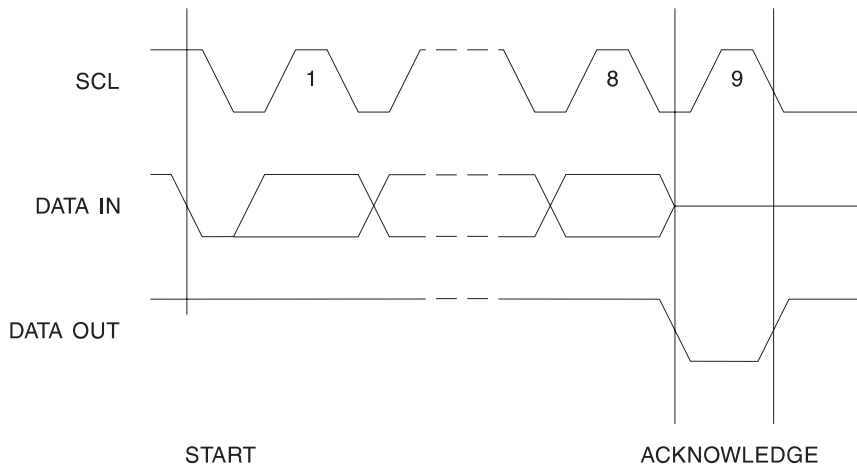 SCL
1
8
9
DATA IN
DATA OUT
START
ACKNOWLEDGE